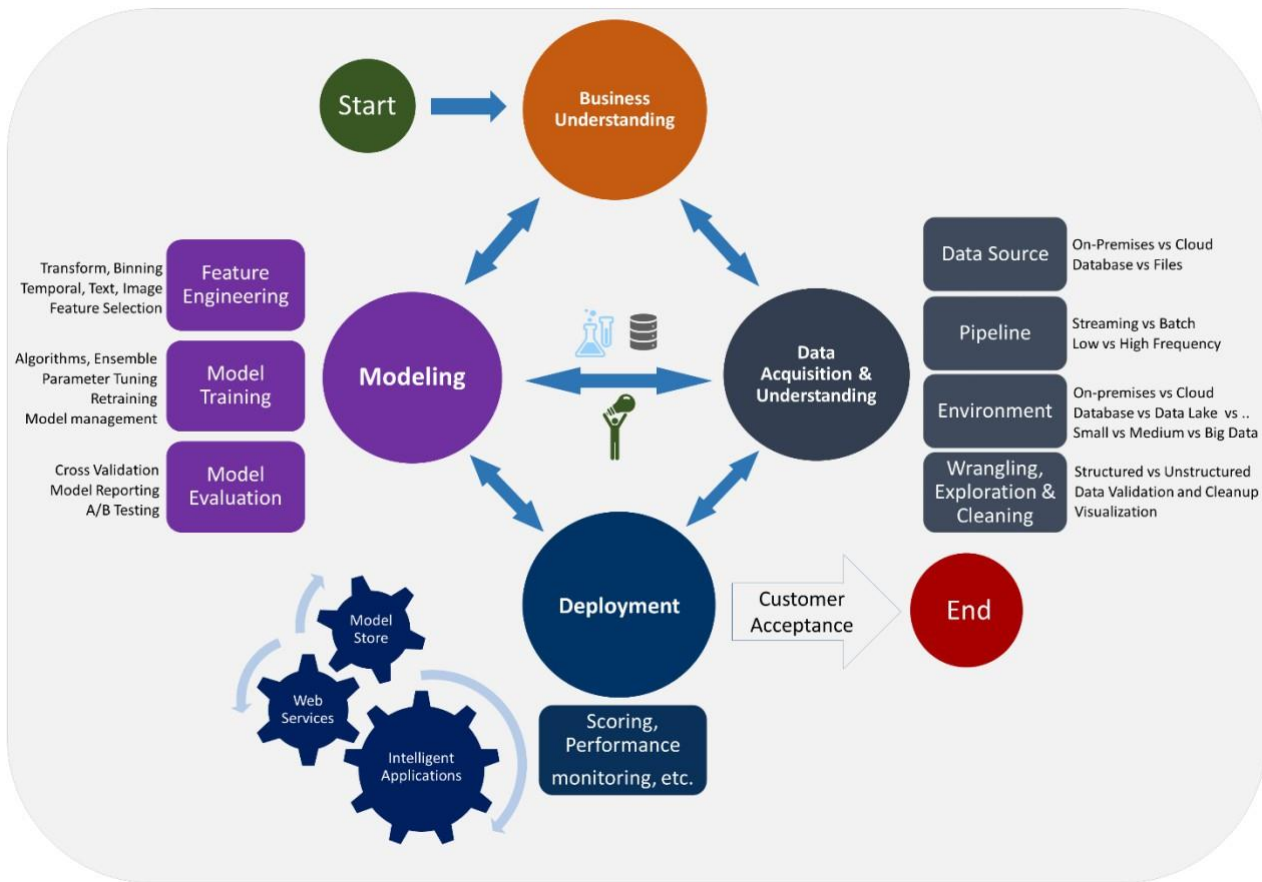 Start
Business
Understanding
Transform, Binning
Temporal, Text, Image
Feature Selection
Feature
Engineering
Algorithms, Ensemble
Parameter Tuning
Retraining
Model management
Model
Training
Cross Validation
Model Reporting
A/B Testing
Model
Evaluation
Modeling
Data
Acquisition &
Understanding
Data Source
On-Premises vs Cloud
Database vs Files
Pipeline
Streaming vs Batch
Low vs High Frequency
Environment
On-premises vs Cloud
Database vs Data Lake vs ..
Small vs Medium vs Big Data
Wrangling,
Exploration &
Cleaning
Structured vs Unstructured
Data Validation and Cleanup
Visualization
Deployment
Customer
Acceptance
End
Model
Store
Web
Services
Intelligent
Applications
Scoring,
Performance
monitoring, etc.